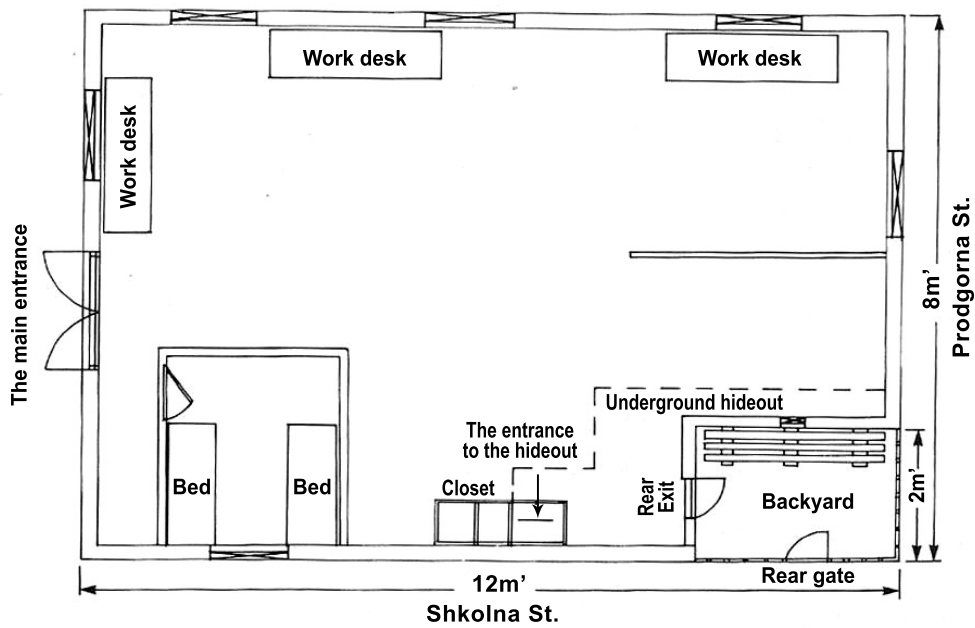 Work desk
Work desk
Work desk
The main entrance
Prodgorna St.
8m'
Underground hideout
The entrance
to the hideout
Closet
Bed
Bed
Rear
Exit
Backyard
2m'
Rear gate
12m'
Shkolna St.